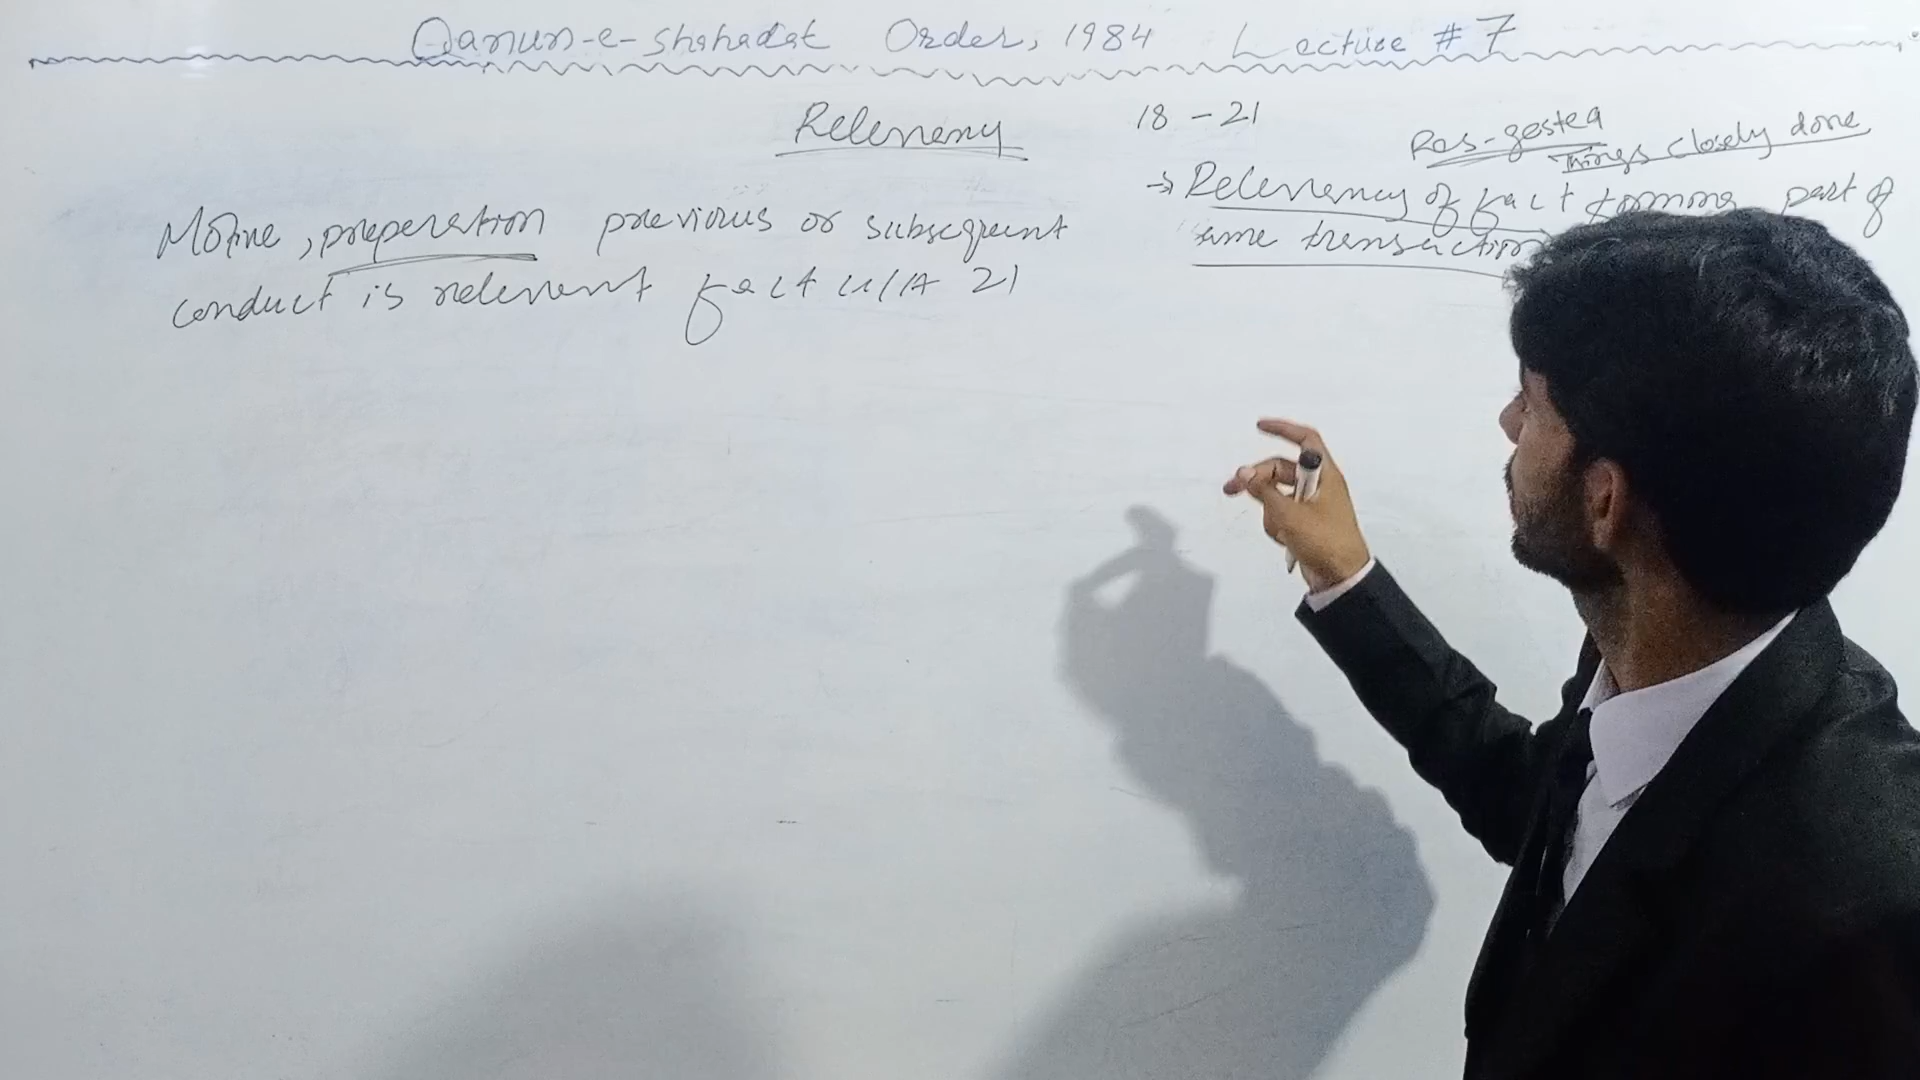 Qanun-e-Shahadat Order, 1984 Lecture # 7
Relevency
18 - 21
Res-gestea
Things closely done
→ Relevency of fact forming part of
same transaction
Motive, preperation previous or subsequent
conduct is relevent fact u/A 21